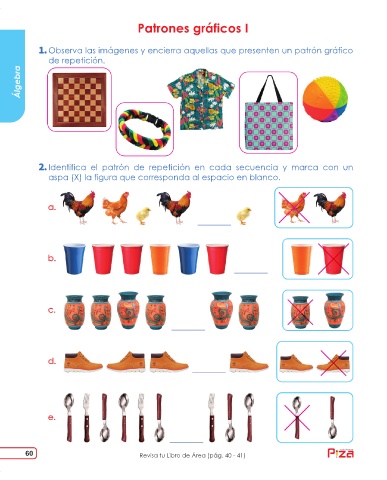 Patrones gráficos I
1. Observa las imágenes y encierra aquellas que presenten un patrón gráfico
de repetición.
Álgebra
2. Identifica el patrón de repetición en cada secuencia y marca con un
aspa (X) la figura que corresponda al espacio en blanco.
a.
b.
c.
d.
e.
60
Revisa tu Libro de Área (pág. 40 - 41)
Piza